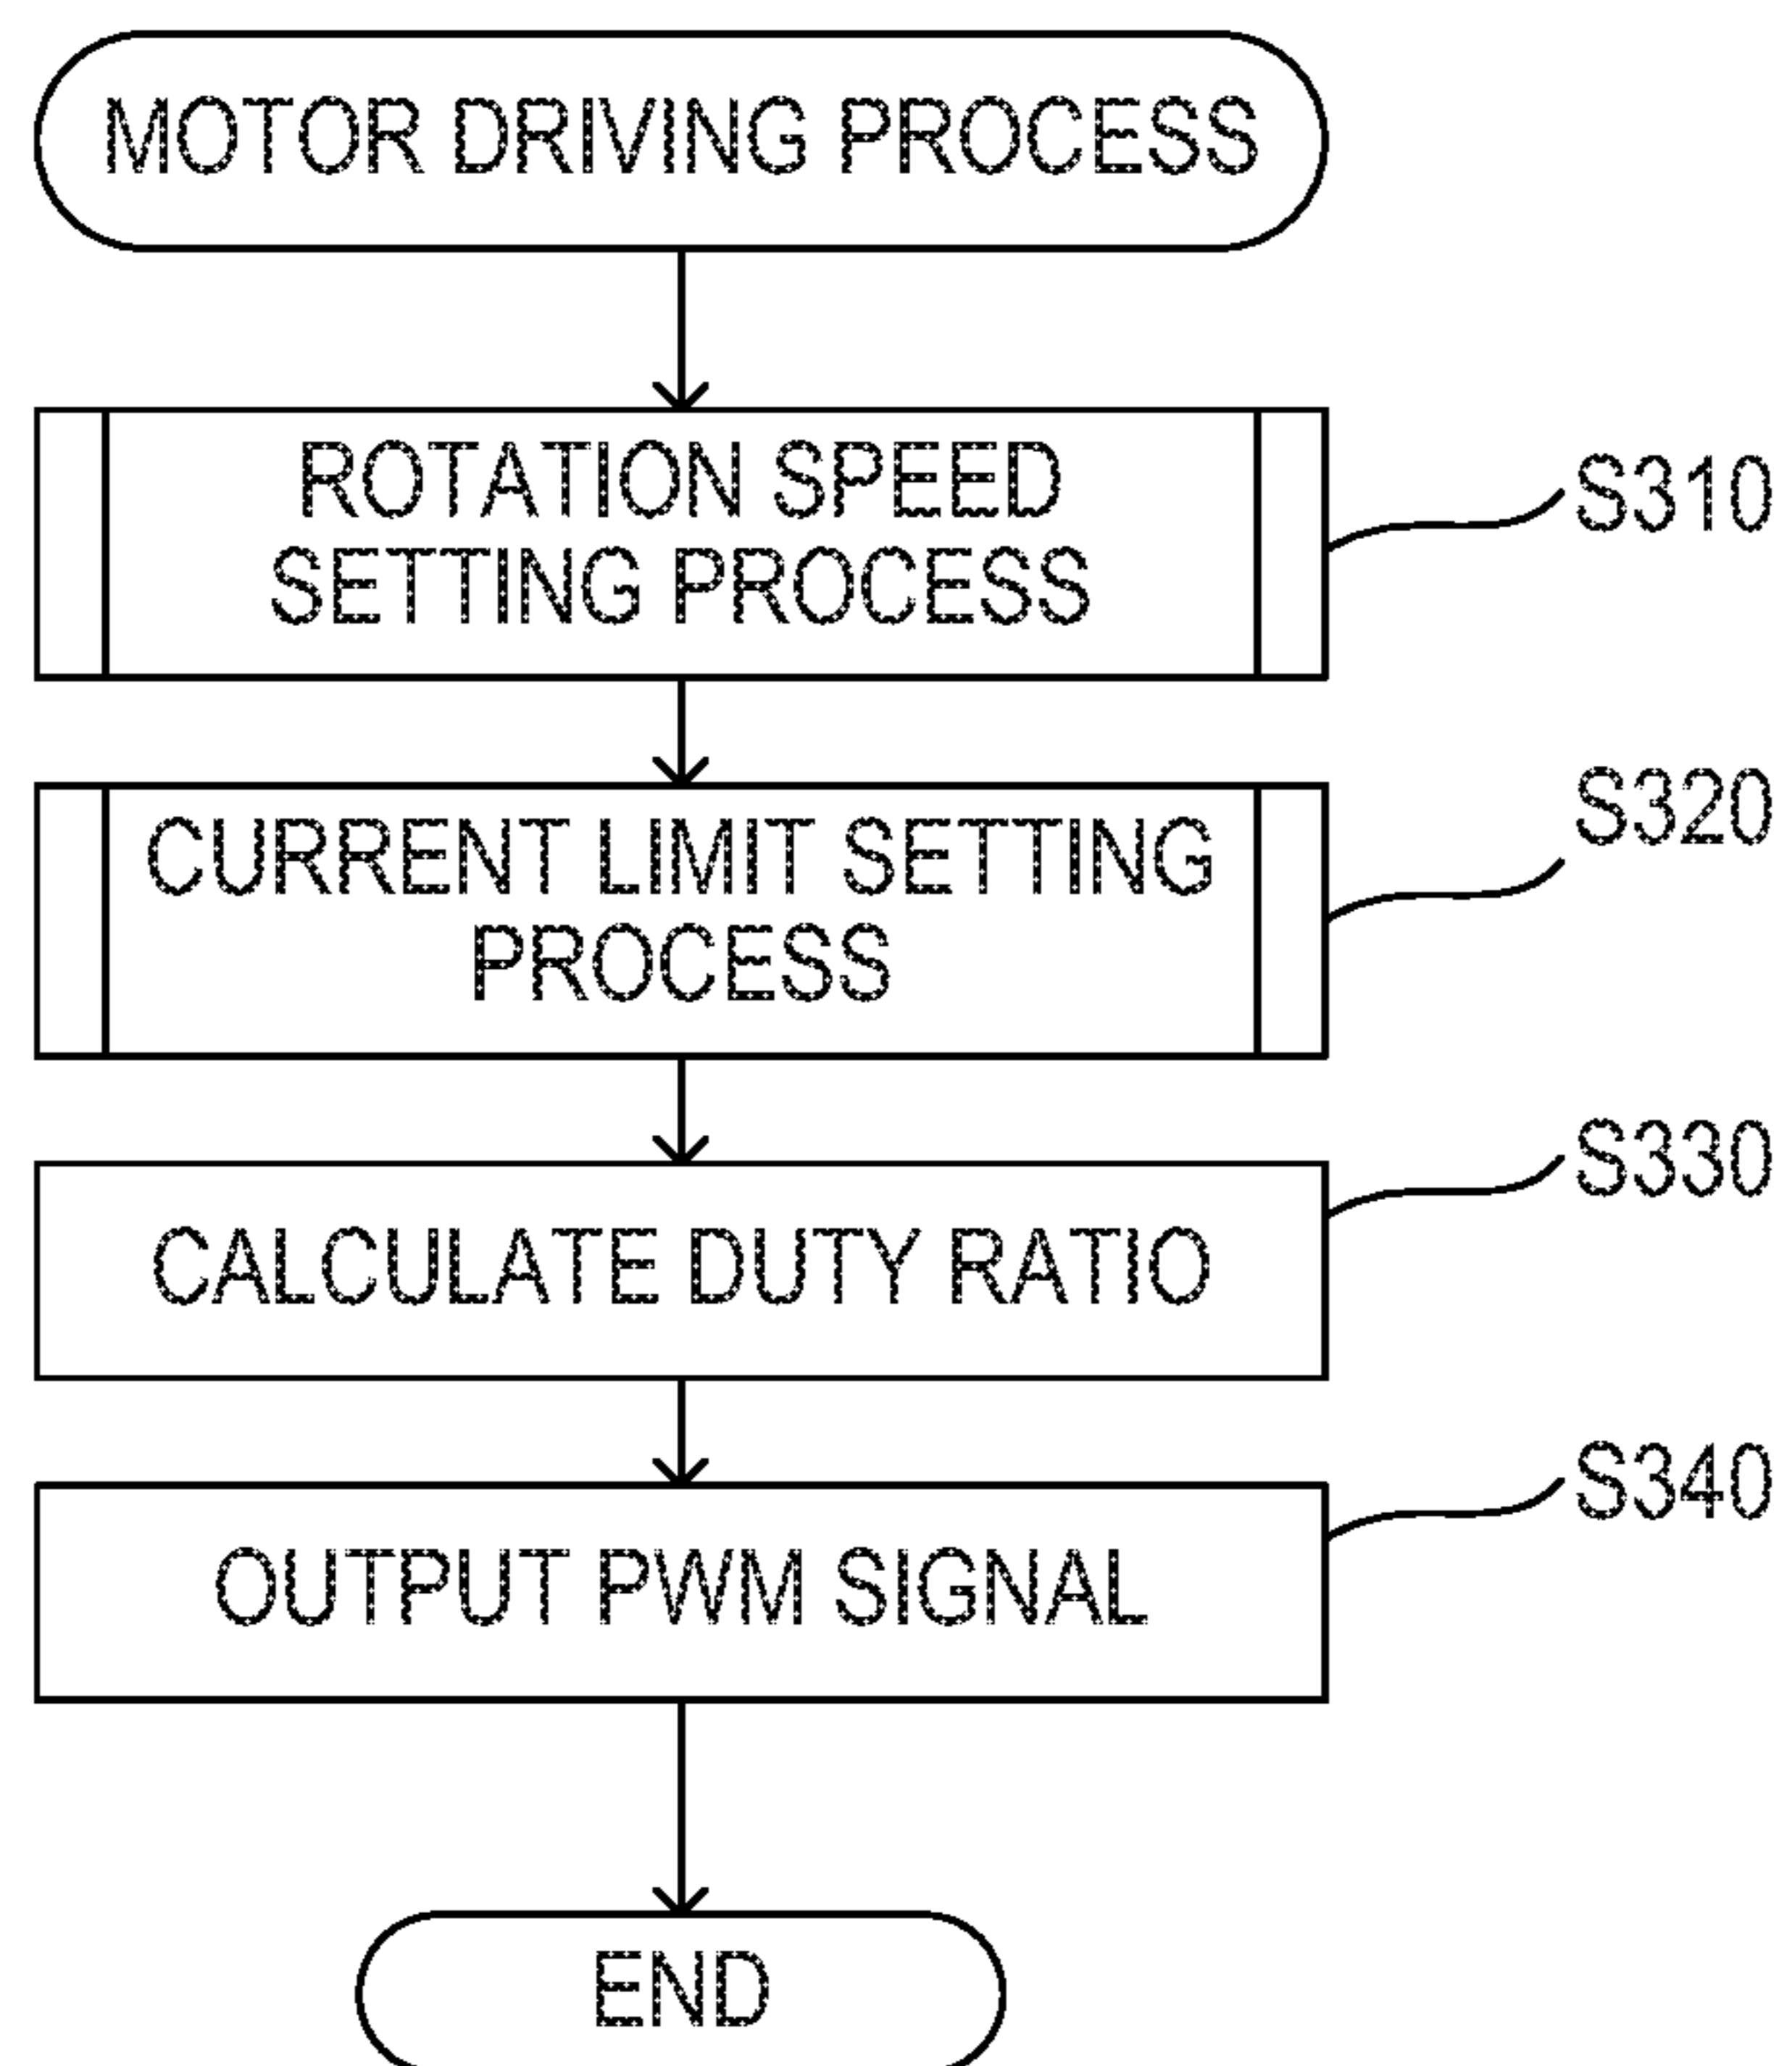 MOTOR DRIVING PROCESS
ROTATION SPEED
SETTING PROCESS
S310
CURRENT LIMIT SETTING
PROCESS
S320
CALCULATE DUTY RATIO
S330
OUTPUT PWM SIGNAL
S340
END